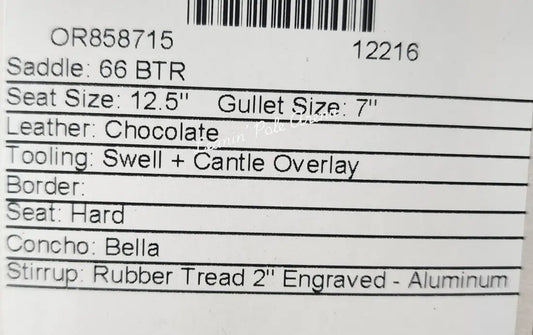 OR858715 12216
Saddle: 66 BTR
Seat Size: 12.5" Gullet Size: 7"
Leather: Chocolate
Tooling: Swell + Cantle Overlay
Border:
Seat: Hard
Concho: Bella
Stirrup: Rubber Tread 2" Engraved - Aluminum